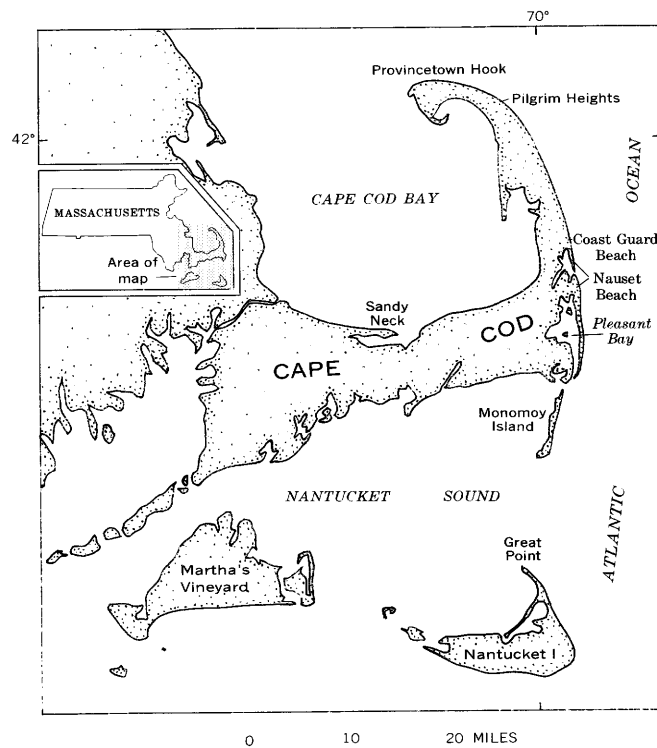 70°
Provincetown Hook
Pilgrim Heights
42°
OCEAN
MASSACHUSETTS
CAPE COD BAY
Area of
map
Coast Guard
Beach
Nauset
Beach
Sandy
Neck
COD
Pleasant
Bay
CAPE
Monomoy
Island
NANTUCKET SOUND
ATLANTIC
Great
Point
Martha's
Vineyard
Nantucket I
0 10 20 MILES